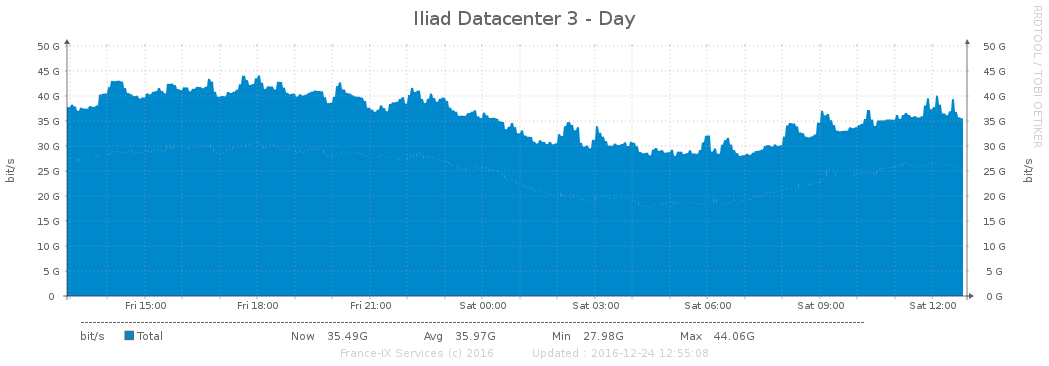 Iliad Datacenter 3 - Day
RRDTOOL / TOBI OETIKER
bit/s
50 G 50 G
45 G 45 G
40 G 40 G
35 G 35 G
30 G 30 G
25 G 25 G
20 G 20 G
15 G 15 G
10 G 10 G
5 G 5 G
0 0 G
bit/s
Fri 15:00 Fri 18:00 Fri 21:00 Sat 00:00 Sat 03:00 Sat 06:00 Sat 09:00 Sat 12:00
bit/s Total Now 35.49G Avg 35.97G Min 27.98G Max 44.06G
France-IX Services (c) 2016 Updated : 2016-12-24 12:55:08